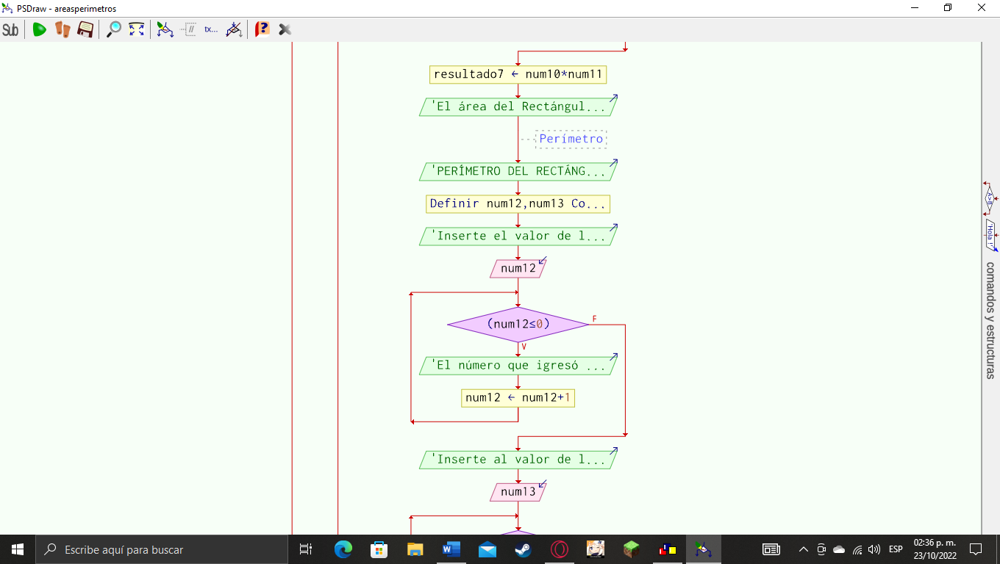 PSDraw - areasperimetros
Sub
tx...
resultado7 ← num10*num11
'El área del Rectángul...
Perímetro
'PERÍMETRO DEL RECTÁNG...
Definir num12,num13 Co...
'Inserte el valor de l...
num12
(num12≤0)
F
V
'El número que igresó ...
num12 ← num12+1
'Inserte al valor de l...
num13
A>B
'Hola !'
comandos y estructuras
Escribe aquí para buscar
ESP
02:36 p. m.
23/10/2022